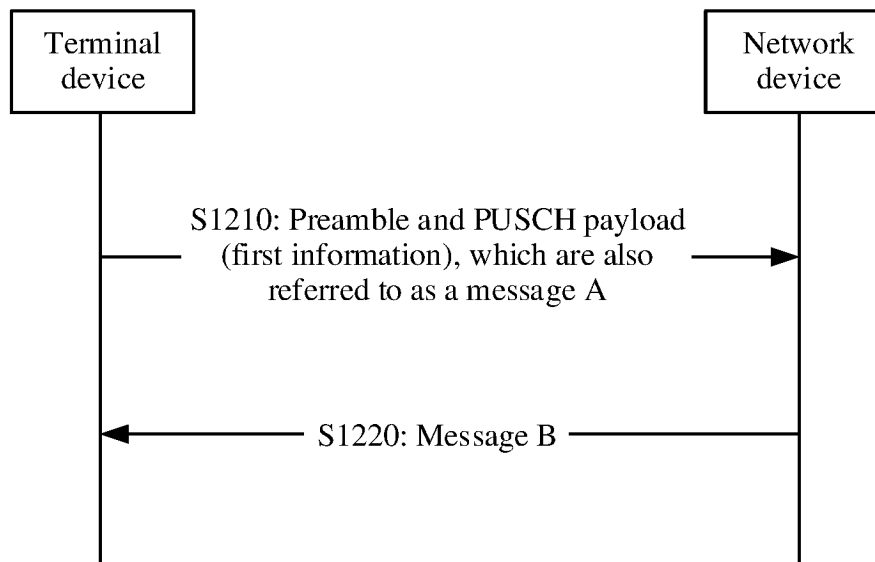 Terminal
device
Network
device
S1210: Preamble and PUSCH payload
(first information), which are also
referred to as a message A
S1220: Message B